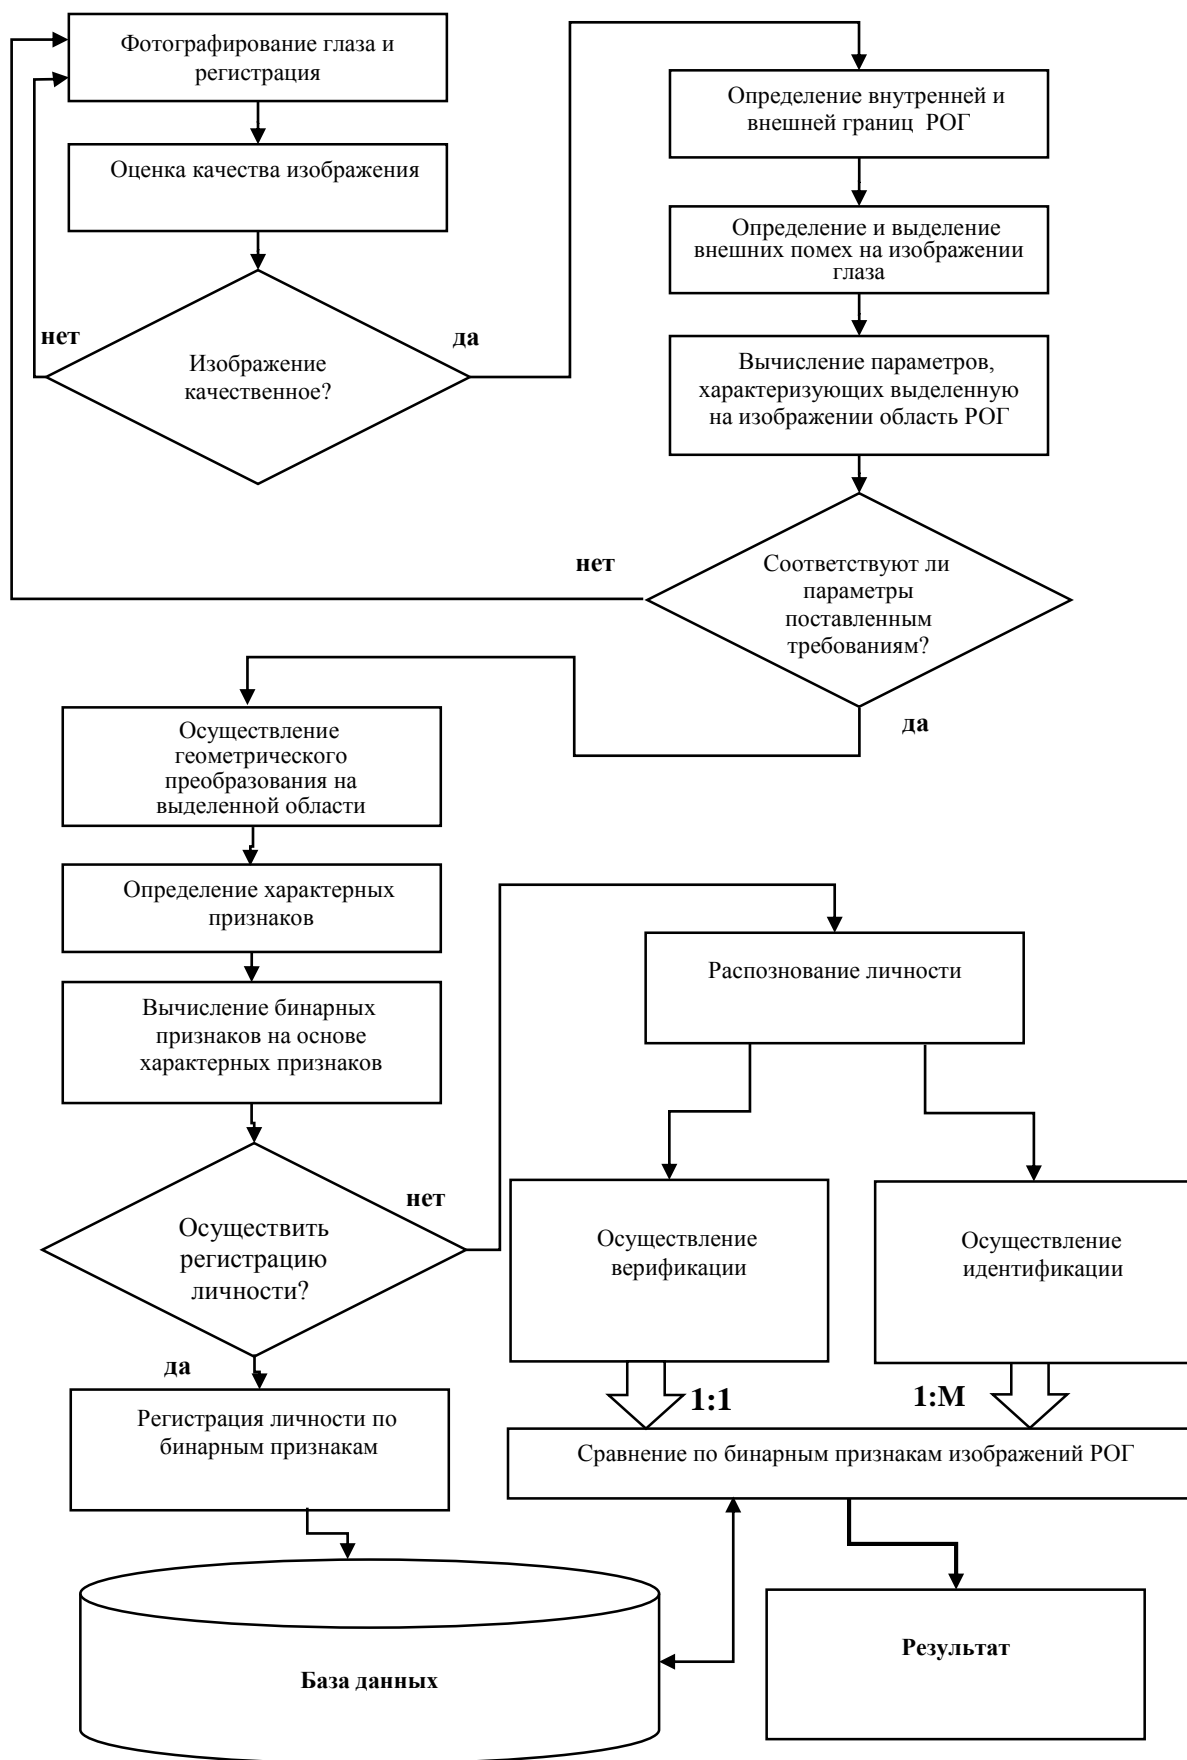 Фотографирование глаза и
регистрация
Оценка качества изображения
нет
да
Изображение
качественное?
Определение внутренней и
внешней границ РОГ
Определение и выделение
внешних помех на изображении
глаза
Вычисление параметров,
характеризующих выделенную
на изображении область РОГ
нет
Соответствуют ли
параметры
поставленным
требованиям?
да
Осуществление
геометрического
преобразования на
выделенной области
Определение характерных
признаков
Вычисление бинарных
признаков на основе
характерных признаков
нет
Осуществить
регистрацию
личности?
да
Регистрация личности по
бинарным признакам
База данных
Распознование личности
Осуществление
верификации
Осуществление
идентификации
1:1
1:М
Сравнение по бинарным признакам изображений РОГ
Результат